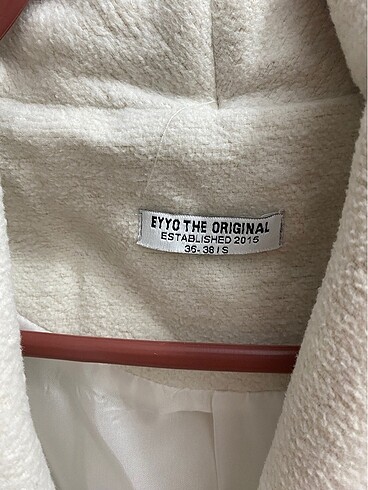 EYYO THE ORIGINAL
ESTABLISHED 2015
36-38 I S